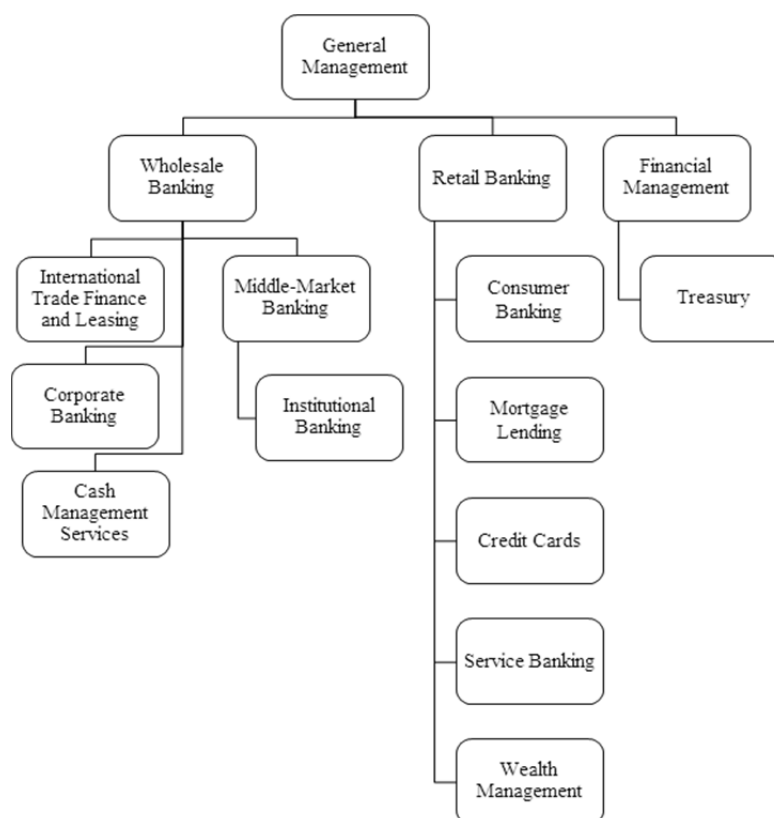 General
Management
Wholesale
Banking
Retail Banking
Financial
Management
International
Trade Finance
and Leasing
Middle-Market
Banking
Consumer
Banking
Treasury
Corporate
Banking
Institutional
Banking
Mortgage
Lending
Cash
Management
Services
Credit Cards
Service Banking
Wealth
Management